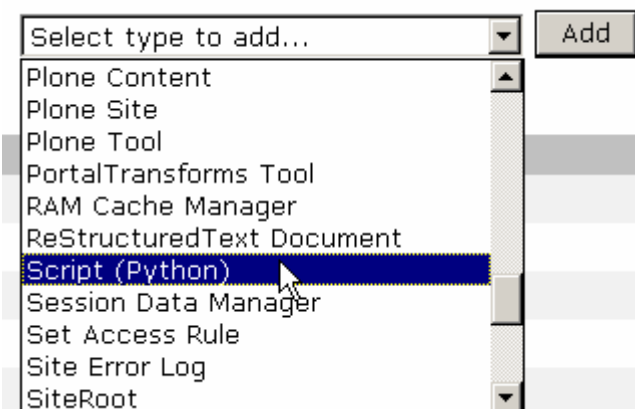 Select type to add...
Add
Plone Content
Plone Site
Plone Tool
PortalTransforms Tool
RAM Cache Manager
ReStructuredText Document
Script (Python)
Session Data Manager
Set Access Rule
Site Error Log
SiteRoot